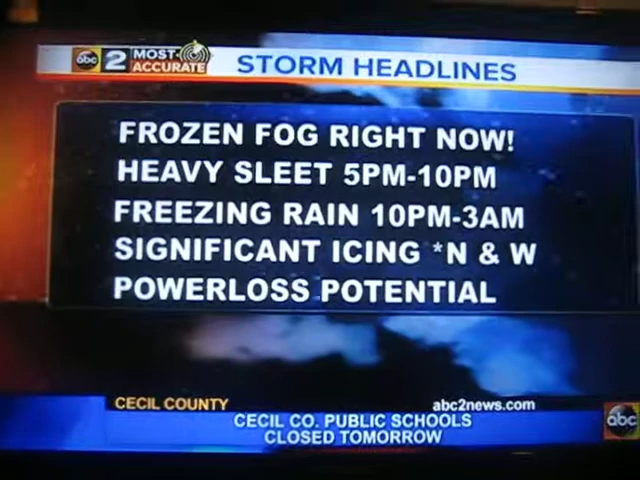 abc 2 MOST ACCURATE STORM HEADLINES
FROZEN FOG RIGHT NOW!
HEAVY SLEET 5PM-10PM
FREEZING RAIN 10PM-3AM
SIGNIFICANT ICING *N & W
POWERLOSS POTENTIAL
CECIL COUNTY abc2news.com
CECIL CO. PUBLIC SCHOOLS
CLOSED TOMORROW
abc